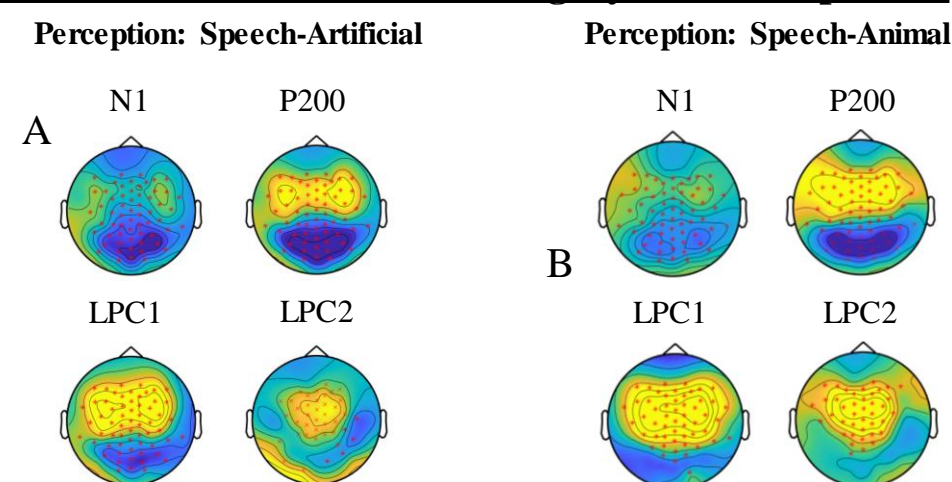 Perception: Speech-Artificial
Perception: Speech-Animal
N1 P200
N1 P200
A
B
LPC1 LPC2
LPC1 LPC2